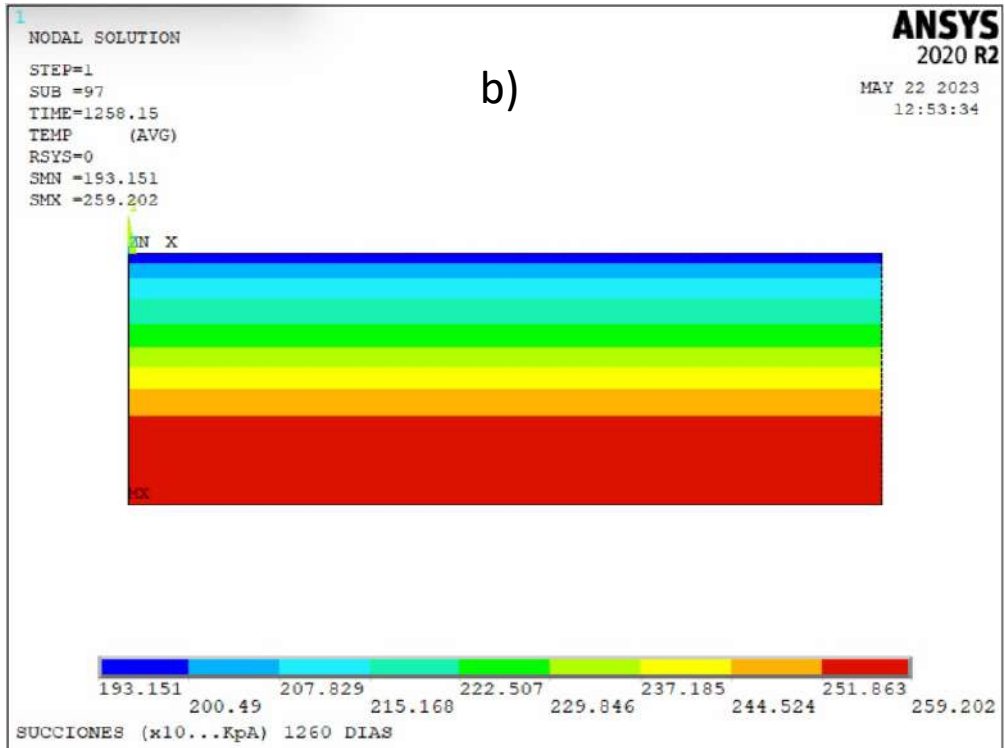 1
NODAL SOLUTION
STEP=1
SUB =97
TIME=1258.15
TEMP (AVG)
RSYS=0
SMN =193.151
SMX =259.202
b)
ANSYS
2020 R2
MAY 22 2023
12:53:34
X
MX
193.151 207.829 222.507 237.185 251.863
200.49 215.168 229.846 244.524 259.202
SUCCIONES (x10...KpA) 1260 DIAS